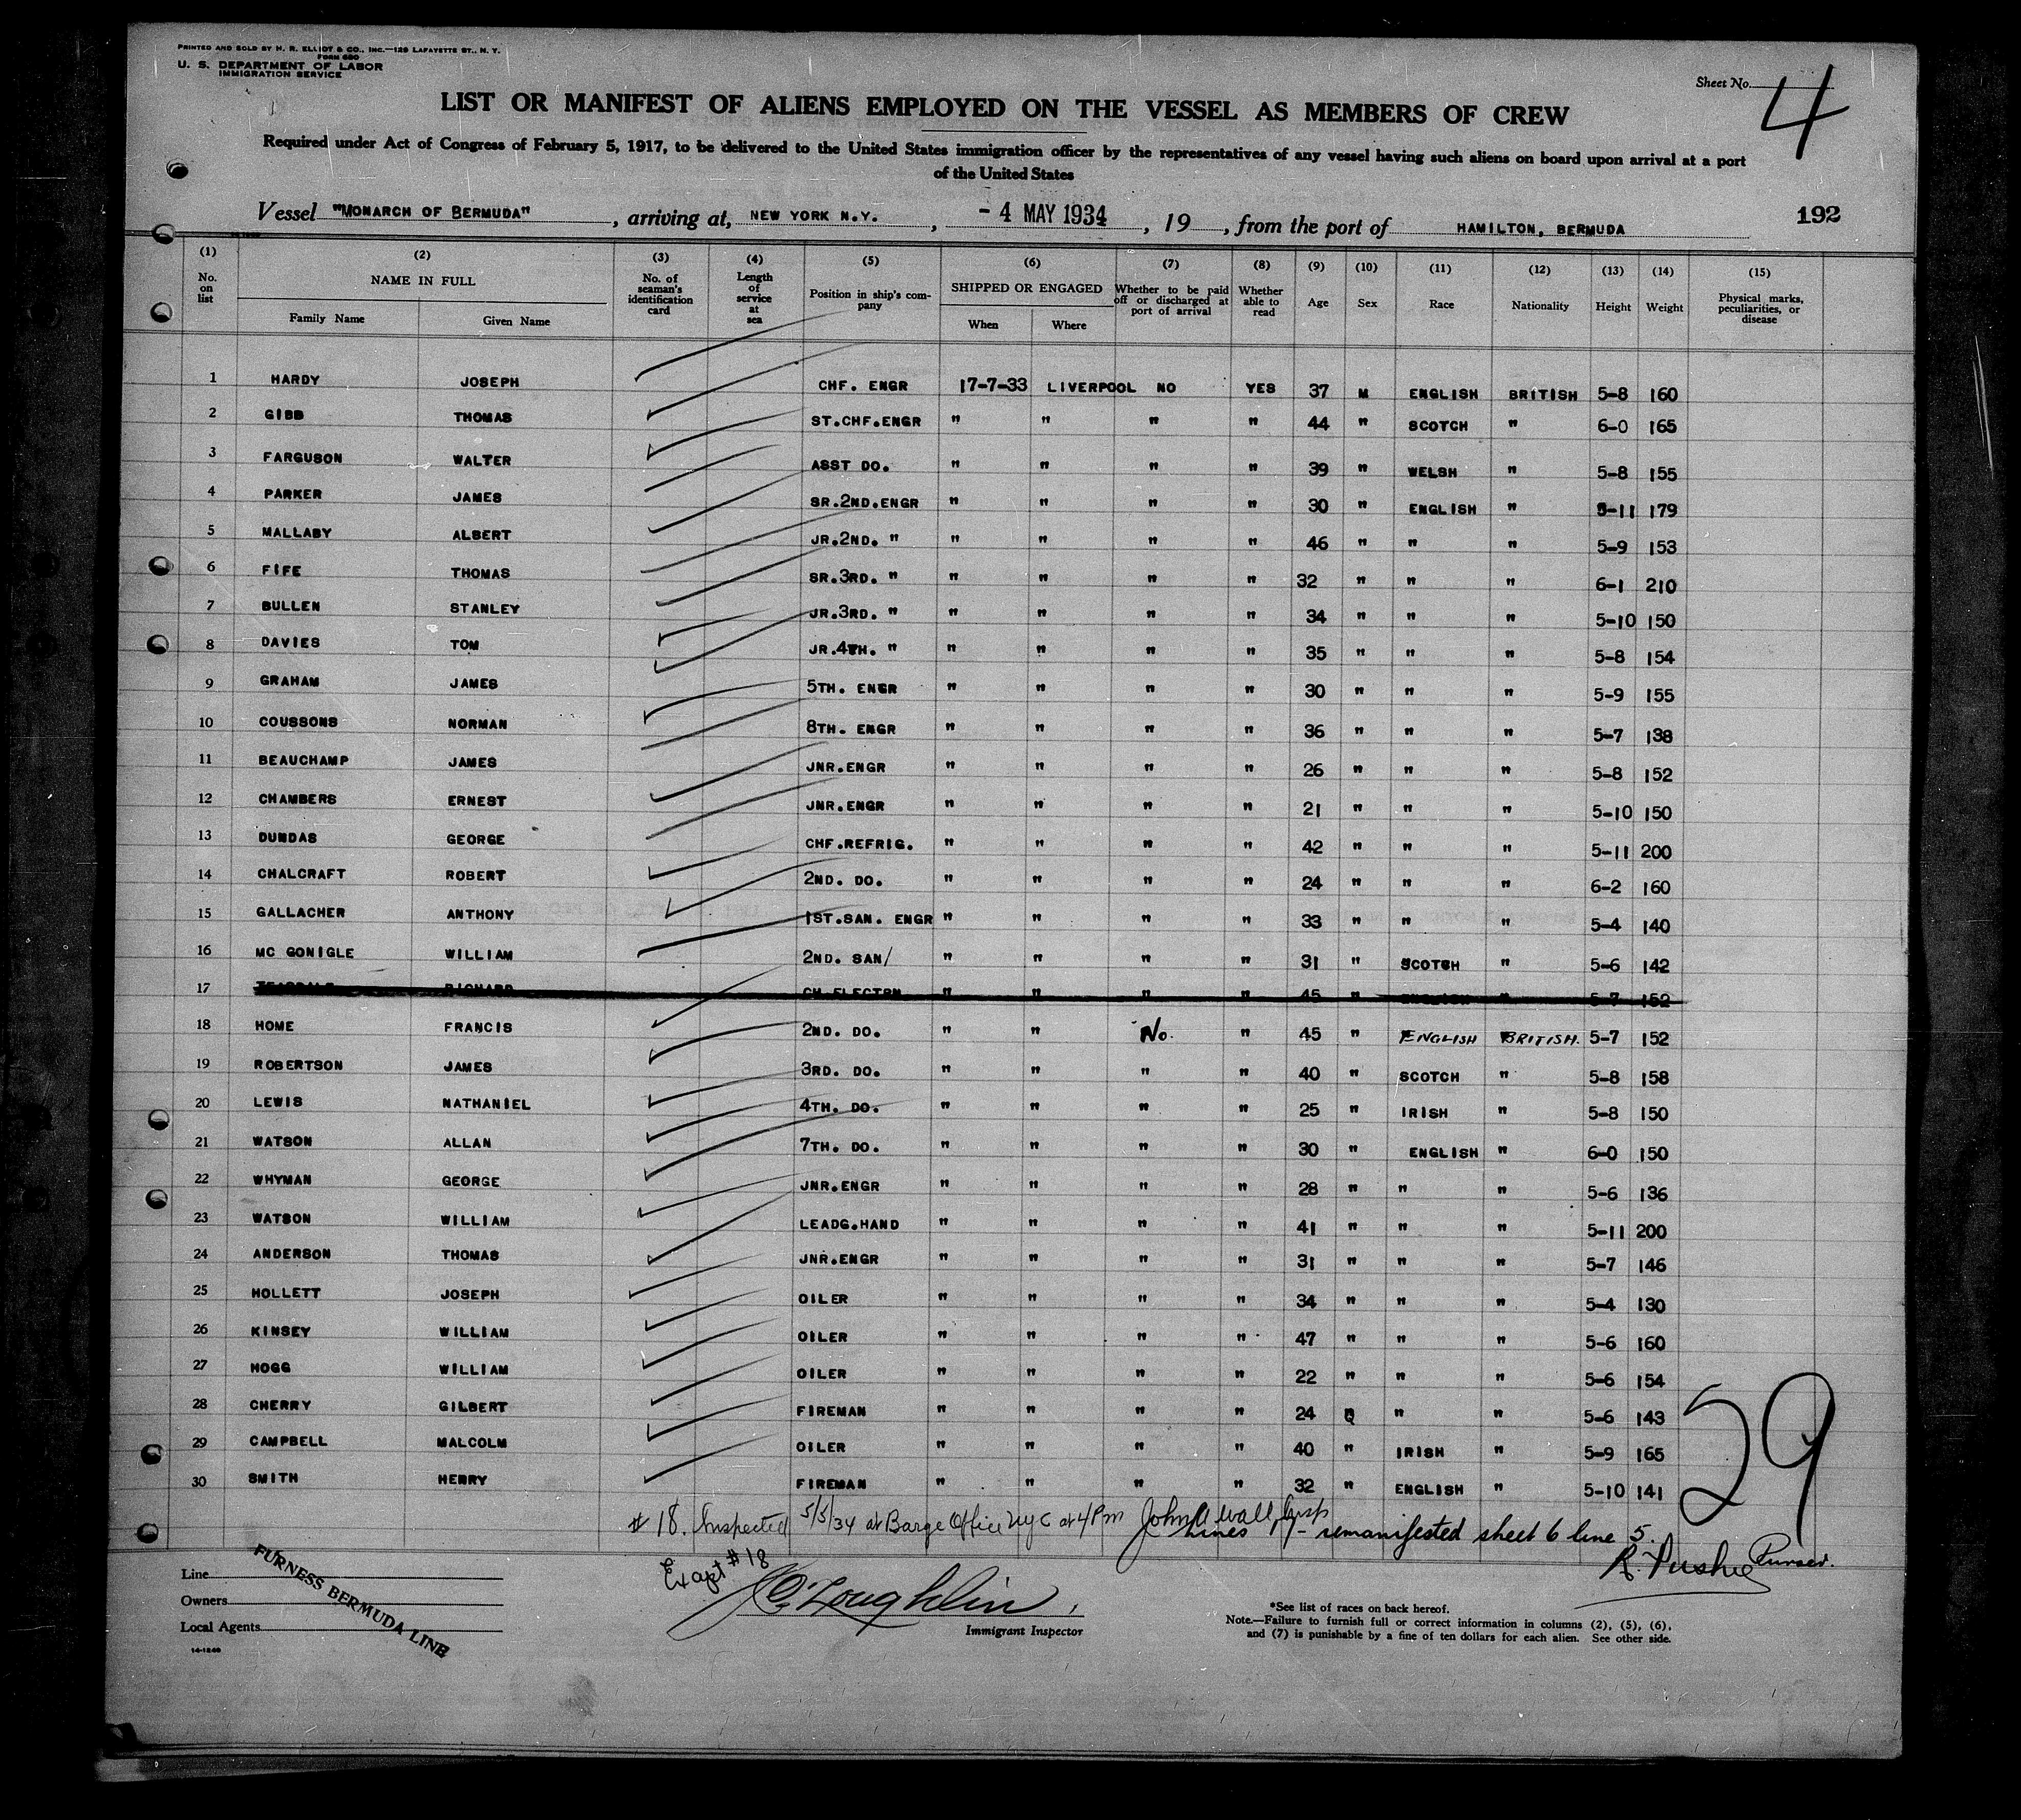 PRINTED AND SOLD BY H. R. ELLIOT & CO., INC.—129 LAFAYETTE ST., N. Y.
FORM 680
U. S. DEPARTMENT OF LABOR
IMMIGRATION SERVICE
Sheet No. 4
LIST OR MANIFEST OF ALIENS EMPLOYED ON THE VESSEL AS MEMBERS OF CREW
Required under Act of Congress of February 5, 1917, to be delivered to the United States immigration officer by the representatives of any vessel having such aliens on board upon arrival at a port
of the United States
Vessel "MONARCH OF BERMUDA", arriving at, NEW YORK N.Y., - 4 MAY 1934, 19, from the port of HAMILTON, BERMUDA 192
(1) (2) (3) (4) (5) (6) (7) (8) (9) (10) (11) (12) (13) (14) (15)
No. on list NAME IN FULL Family Name Given Name No. of seaman's identification card Length of service at sea Position in ship's company SHIPPED OR ENGAGED When Where Whether to be paid off or discharged at port of arrival Whether able to read Age Sex Race Nationality Height Weight Physical marks, peculiarities, or disease
1 HARDY JOSEPH CHF. ENGR 17-7-33 LIVERPOOL NO YES 37 M ENGLISH BRITISH 5-8 160
2 GIBB THOMAS ST.CHF.ENGR " " " " 44 " SCOTCH " 6-0 165
3 FARGUSON WALTER ASST DO. " " " " 39 " WELSH " 5-8 155
4 PARKER JAMES SR.2ND.ENGR " " " " 30 " ENGLISH " 5-11 179
5 MALLABY ALBERT JR.2ND. " " " " " 46 " " " 5-9 153
6 FIFE THOMAS SR.3RD. " " " " " 32 " " " 6-1 210
7 BULLEN STANLEY JR.3RD. " " " " " 34 " " " 5-10 150
8 DAVIES TOM JR.4TH. " " " " " 35 " " " 5-8 154
9 GRAHAM JAMES 5TH. ENGR " " " " 30 " " " 5-9 155
10 COUSSONS NORMAN 8TH. ENGR " " " " 36 " " " 5-7 138
11 BEAUCHAMP JAMES JNR.ENGR " " " " 26 " " " 5-8 152
12 CHAMBERS ERNEST JNR.ENGR " " " " 21 " " " 5-10 150
13 DUNDAS GEORGE CHF.REFRIG. " " " " 42 " " " 5-11 200
14 CHALCRAFT ROBERT 2ND. DO. " " " " 24 " " " 6-2 160
15 GALLACHER ANTHONY 1ST.SAN. ENGR " " " " 33 " " " 5-4 140
16 MC GONIGLE WILLIAM 2ND. SAN/ " " " " 31 " SCOTCH " 5-6 142
17 RICHARD CH ELECTRN " " " " 45 " ENGLISH " 5-7 152
18 HOME FRANCIS 2ND. DO. " " No. " 45 " ENGLISH BRITISH. 5-7 152
19 ROBERTSON JAMES 3RD. DO. " " " " 40 " SCOTCH " 5-8 158
20 LEWIS NATHANIEL 4TH. DO. " " " " 25 " IRISH " 5-8 150
21 WATSON ALLAN 7TH. DO. " " " " 30 " ENGLISH " 6-0 150
22 WHYMAN GEORGE JNR.ENGR " " " " 28 " " " 5-6 136
23 WATSON WILLIAM LEADG.HAND " " " " 41 " " " 5-11 200
24 ANDERSON THOMAS JNR.ENGR " " " " 31 " " " 5-7 146
25 HOLLETT JOSEPH OILER " " " " 34 " " " 5-4 130
26 KINSEY WILLIAM OILER " " " " 47 " " " 5-6 160
27 HOGG WILLIAM OILER " " " " 22 " " " 5-6 154
28 CHERRY GILBERT FIREMAN " " " " 24 " " 5-6 143
29 CAMPBELL MALCOLM OILER " " " " 40 " IRISH " 5-9 165
30 SMITH HENRY FIREMAN " " " " 32 " ENGLISH " 5-10 141
29
# 18. Inspected 5/5/34 at Barge Office NYC at 4 Pm John A Wall, Insp
Lines 17 - remanifested sheet 6 line 5.
R. Pushie Purser.
Except # 18
Line
Owners
Local Agents
FURNESS BERMUDA LINE
14-1240
Immigrant Inspector
*See list of races on back hereof.
Note.—Failure to furnish full or correct information in columns (2), (5), (6),
and (7) is punishable by a fine of ten dollars for each alien. See other side.